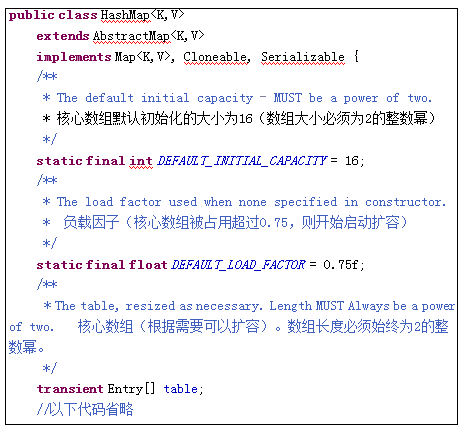 public class HashMap<K,V>
extends AbstractMap<K,V>
implements Map<K,V>, Cloneable, Serializable {
/**
* The default initial capacity - MUST be a power of two.
* 核心数组默认初始化的大小为16（数组大小必须为2的整数幂）
*/
static final int DEFAULT_INITIAL_CAPACITY = 16;
/**
* The load factor used when none specified in constructor.
* 负载因子（核心数组被占用超过0.75，则开始启动扩容）
*/
static final float DEFAULT_LOAD_FACTOR = 0.75f;
/**
* The table, resized as necessary. Length MUST Always be a power
of two. 核心数组（根据需要可以扩容）。数组长度必须始终为2的整
数幂。
*/
transient Entry[] table;
//以下代码省略